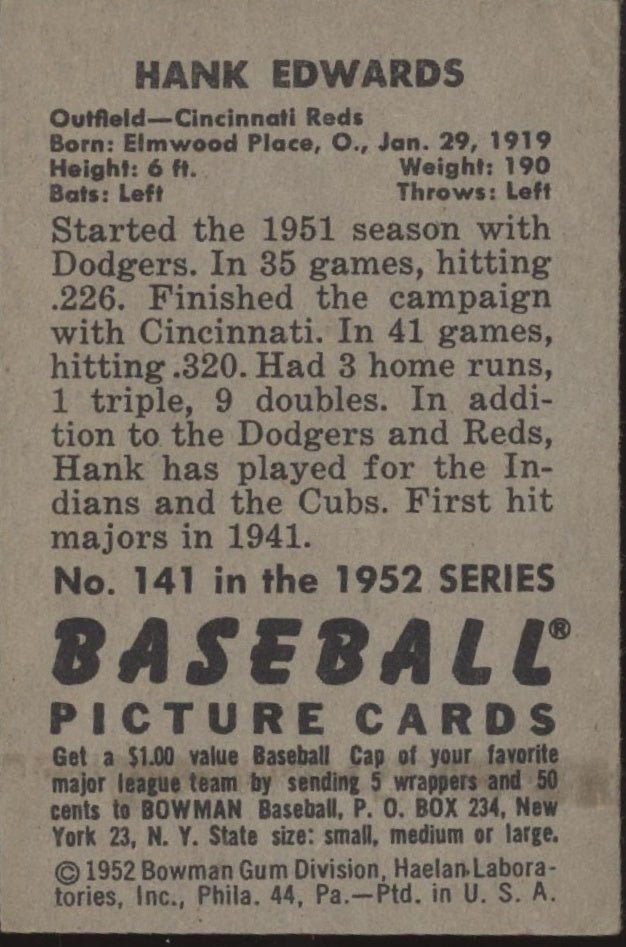 HANK EDWARDS
Outfield—Cincinnati Reds
Born: Elmwood Place, O., Jan. 29, 1919
Height: 6 ft. Weight: 190
Bats: Left Throws: Left
Started the 1951 season with
Dodgers. In 35 games, hitting
.226. Finished the campaign
with Cincinnati. In 41 games,
hitting .320. Had 3 home runs,
1 triple, 9 doubles. In addi-
tion to the Dodgers and Reds,
Hank has played for the In-
dians and the Cubs. First hit
majors in 1941.
No. 141 in the 1952 SERIES
BASEBALL®
PICTURE CARDS
Get a $1.00 value Baseball Cap of your favorite
major league team by sending 5 wrappers and 50
cents to BOWMAN Baseball, P. O. BOX 234, New
York 23, N. Y. State size: small, medium or large.
© 1952 Bowman Gum Division, Haelan Labora-
tories, Inc., Phila. 44, Pa.—Ptd. in U. S. A.